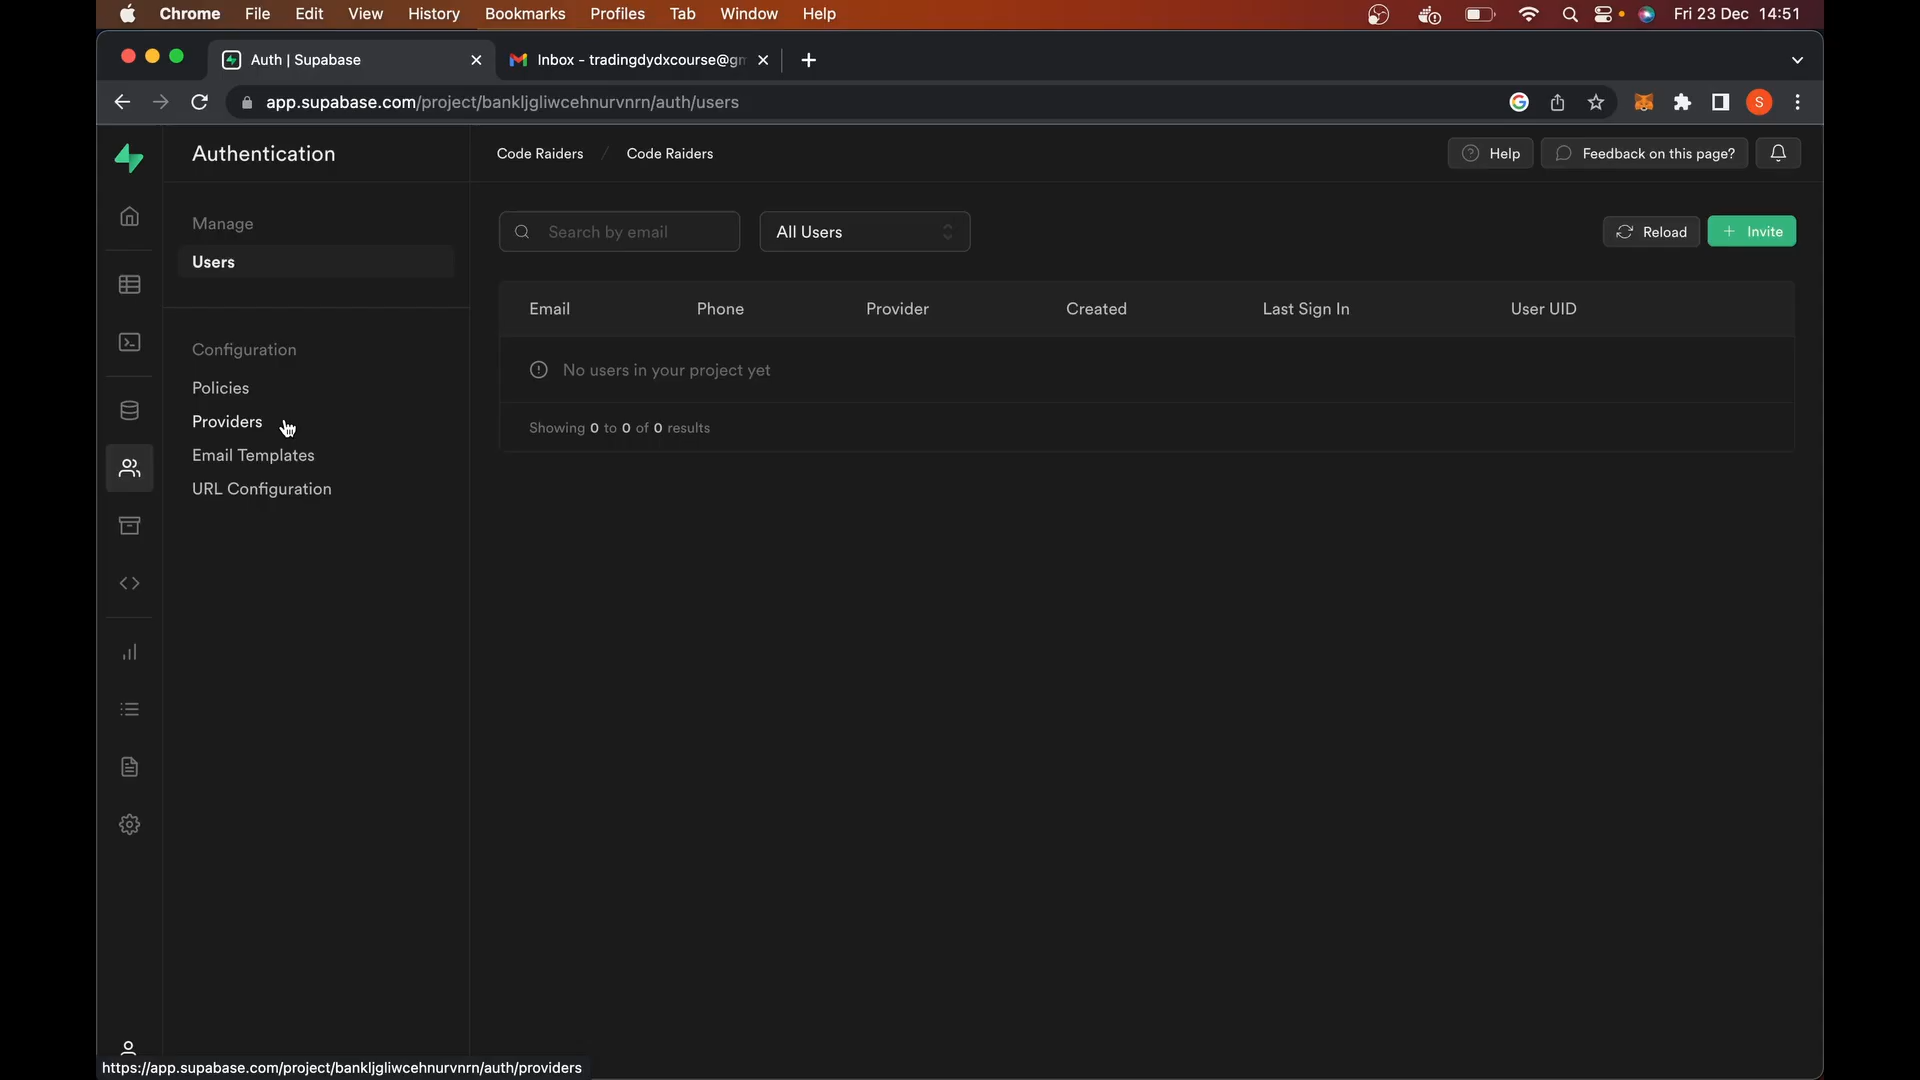 Chrome File Edit View History Bookmarks Profiles Tab Window Help Fri 23 Dec 14:51
Auth | Supabase Inbox - tradingdydxcourse@gm
app.supabase.com/project/bankljgliwcehnurvnrn/auth/users S
Authentication
Code Raiders / Code Raiders
Help
Feedback on this page?
Manage
Users
Configuration
Policies
Providers
Email Templates
URL Configuration
Search by email
All Users
Reload
+ Invite
Email Phone Provider Created Last Sign In User UID
No users in your project yet
Showing 0 to 0 of 0 results
https://app.supabase.com/project/bankljgliwcehnurvnrn/auth/providers